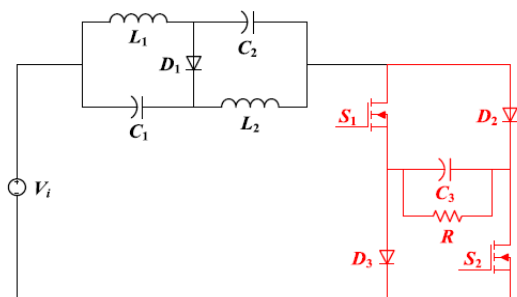 L₁
C₂
D₁
C₁
L₂
S₁
D₂
C₃
Vᵢ
R
D₃
S₂